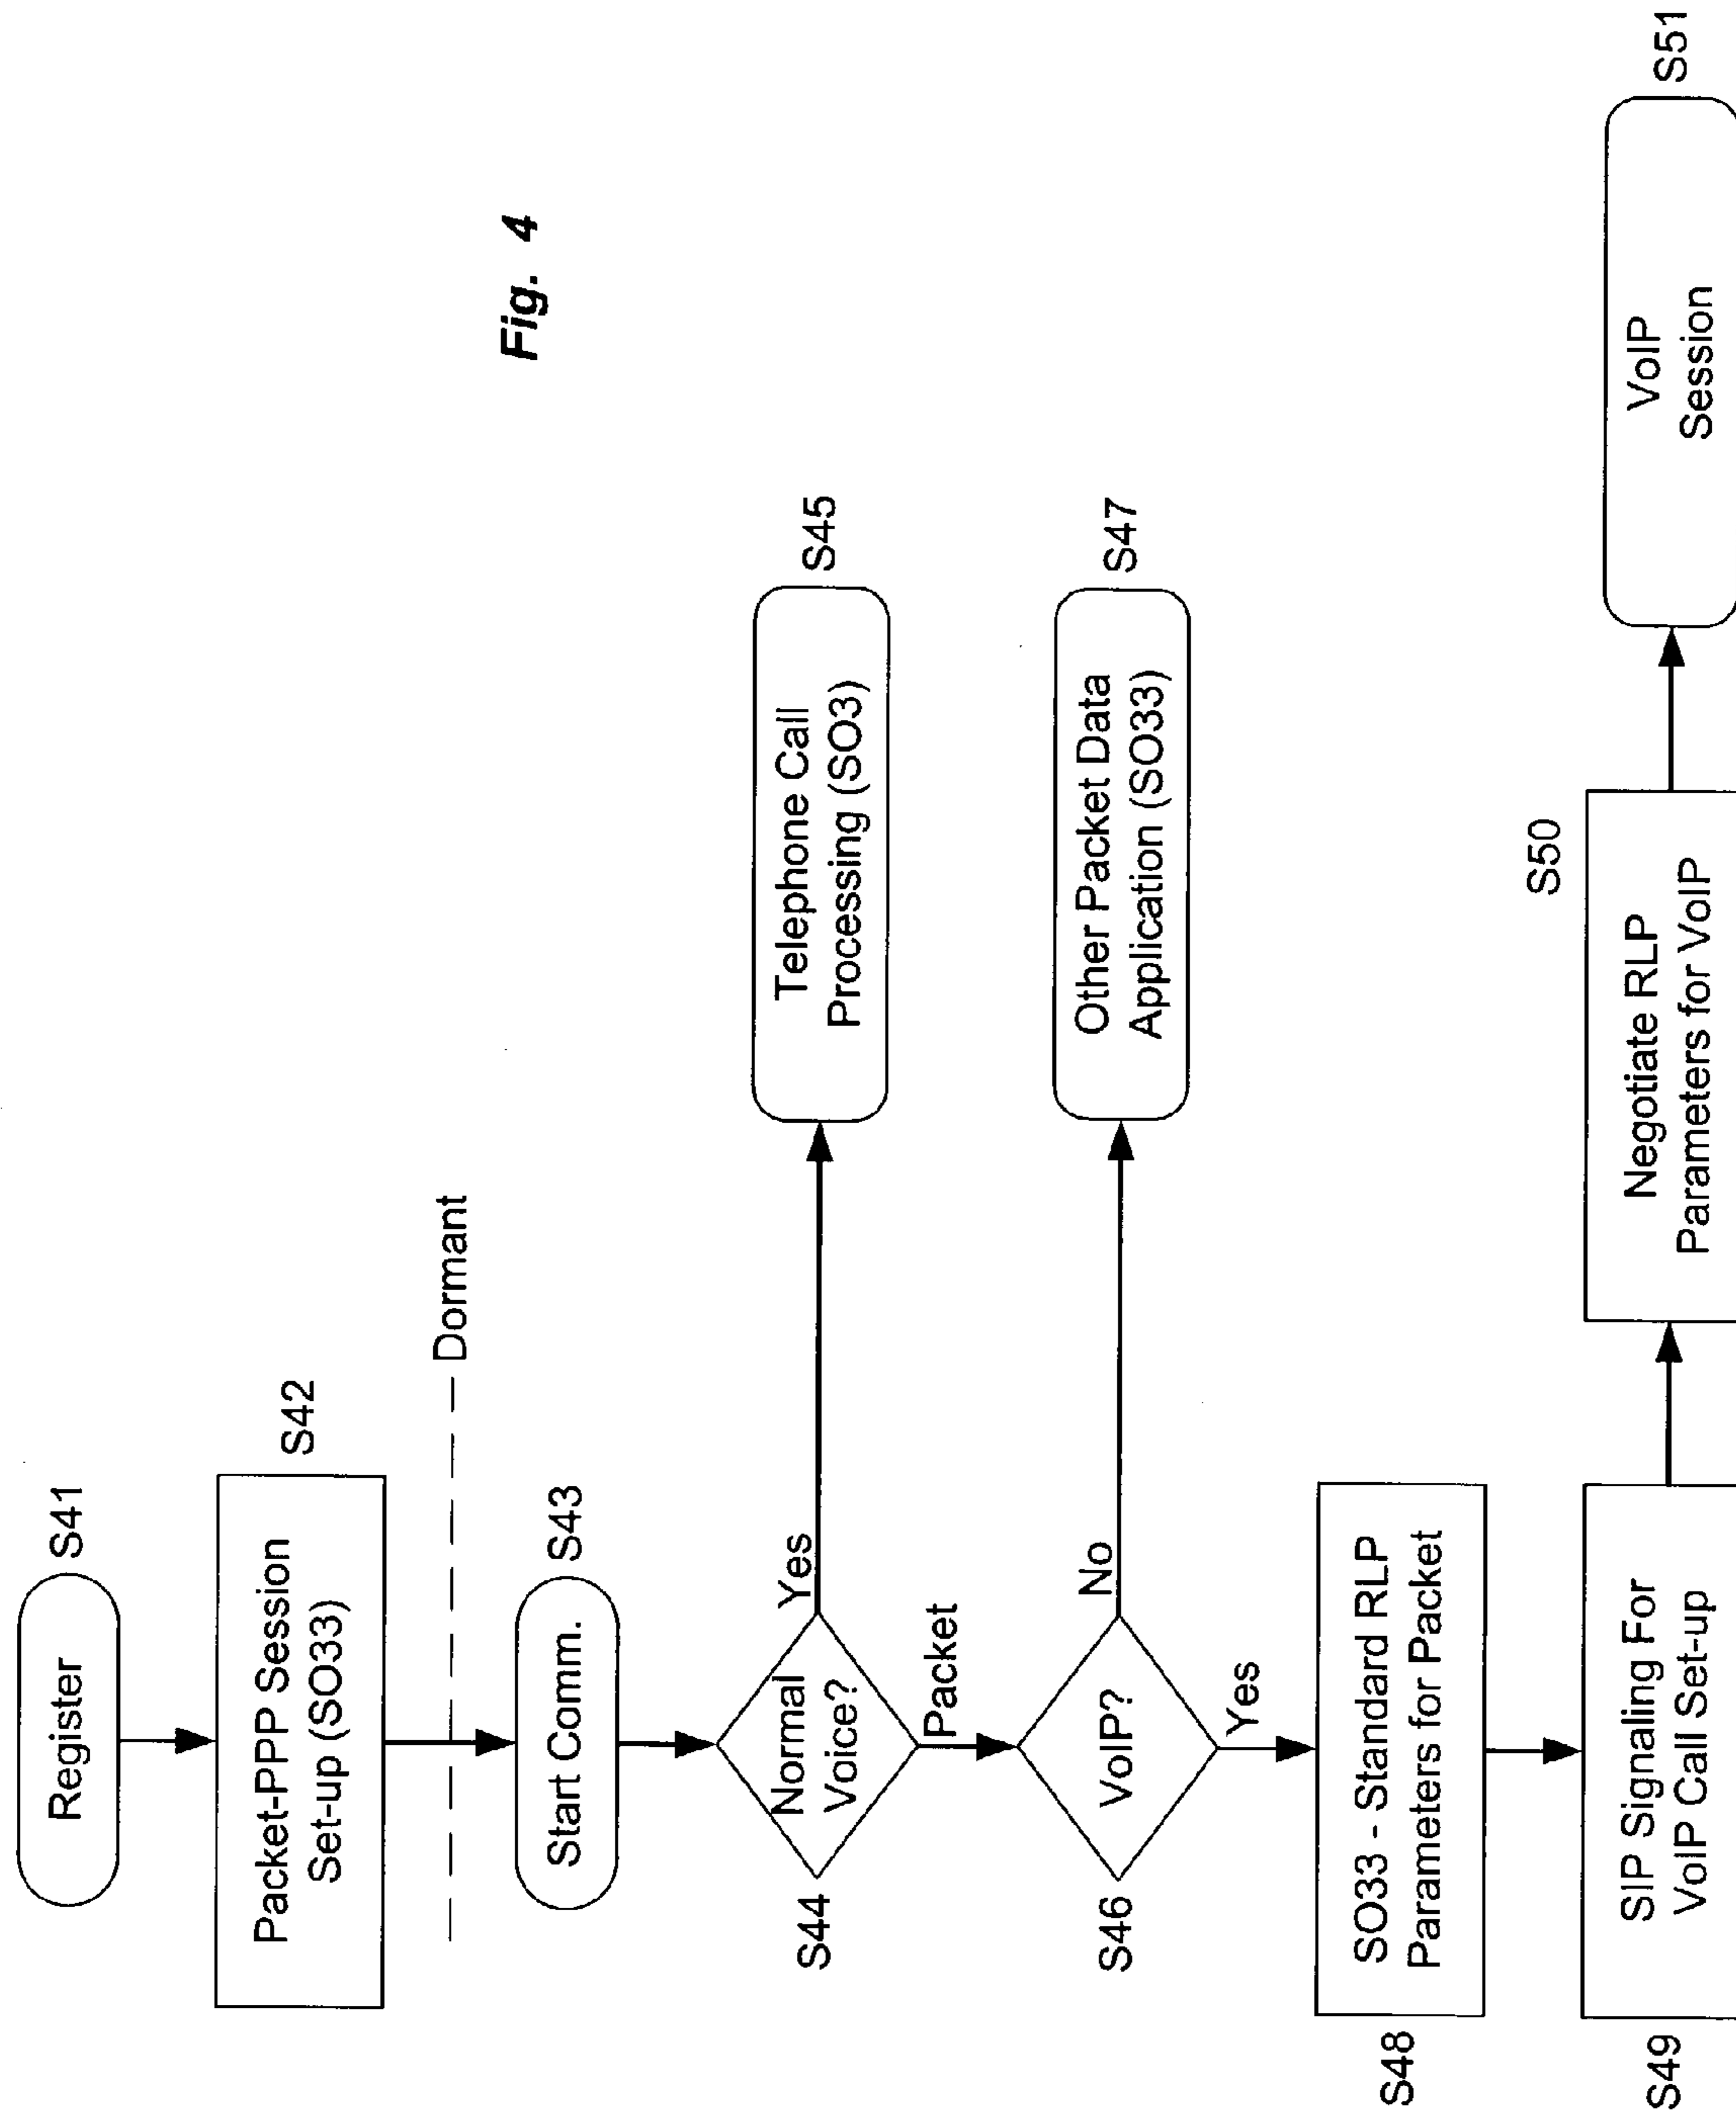 Register
S41
Packet-PPP Session
Set-up (SO33)
S42
Dormant
Start Comm.
S43
Fig. 4
S44
Normal
Voice?
Yes
Telephone Call
Processing (SO3)
S45
Packet
S46
VoIP?
No
Other Packet Data
Application (SO33)
S47
Yes
S48
SO33 - Standard RLP
Parameters for Packet
S49
SIP Signaling For
VoIP Call Set-up
S50
Negotiate RLP
Parameters for VoIP
VoIP
Session
S51